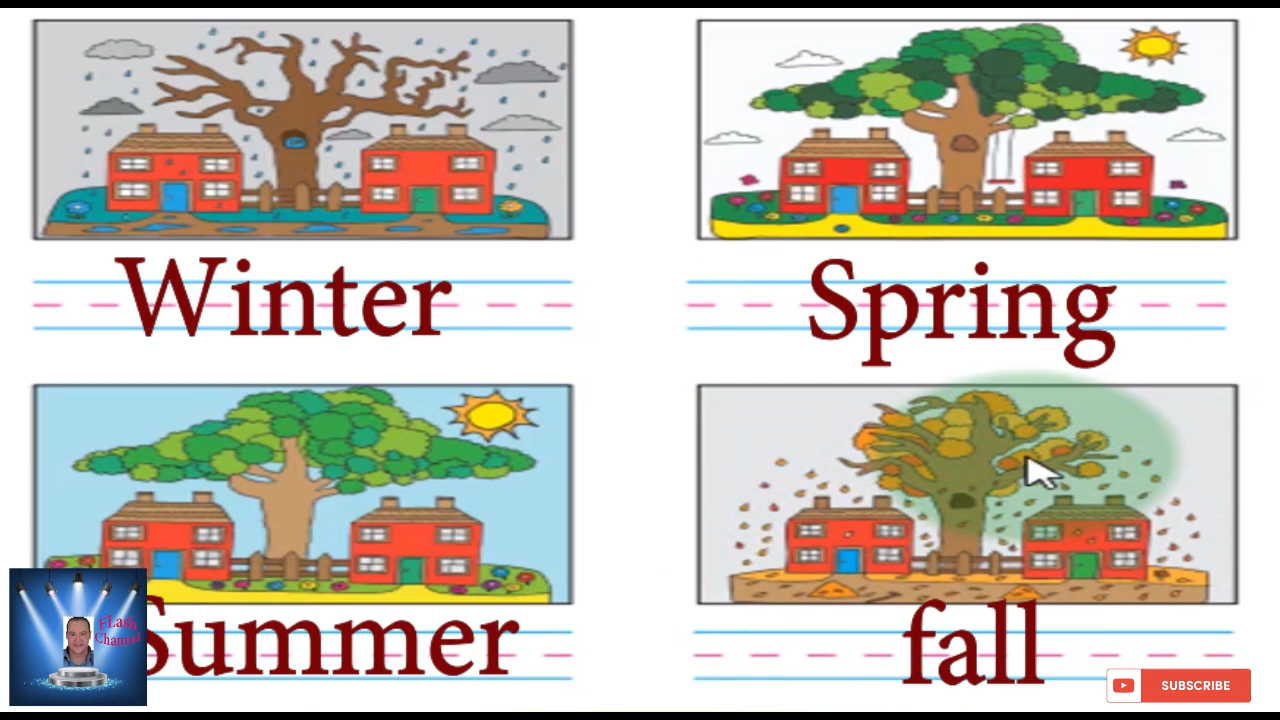 Winter
Spring
Summer
fall
FLash
Channel
SUBSCRIBE